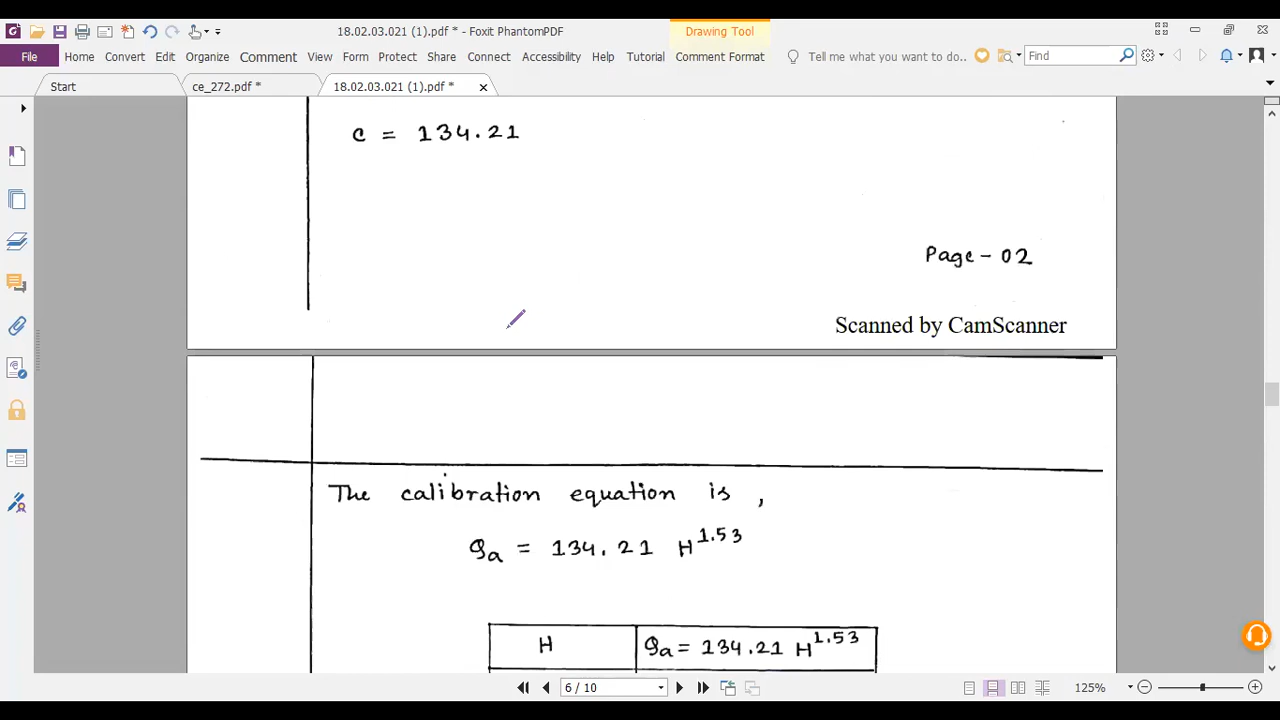 18.02.03.021 (1).pdf * - Foxit PhantomPDF
Drawing Tool
File Home Convert Edit Organize Comment View Form Protect Share Connect Accessibility Help Tutorial Comment Format Tell me what you want to do.. Find
Start ce_272.pdf * 18.02.03.021 (1).pdf *
c = 134.21
Page - 02
Scanned by CamScanner
The calibration equation is ,
Qa = 134.21 H^1.53
H Qa = 134.21 H^1.53
6 / 10 125%